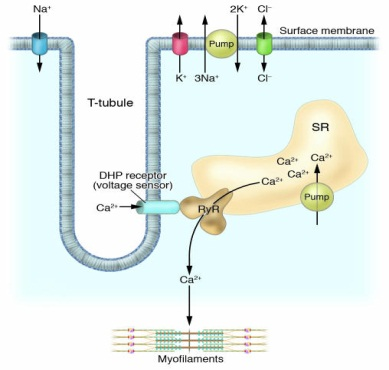 Na⁺
2K⁺
Cl⁻
Surface membrane
Pump
K⁺
3Na⁺
Cl⁻
T-tubule
SR
DHP receptor
(voltage sensor)
Ca²⁺
Ca²⁺
Ca²⁺
Ca²⁺
Ca²⁺
RyR
Pump
Ca²⁺
Myofilaments